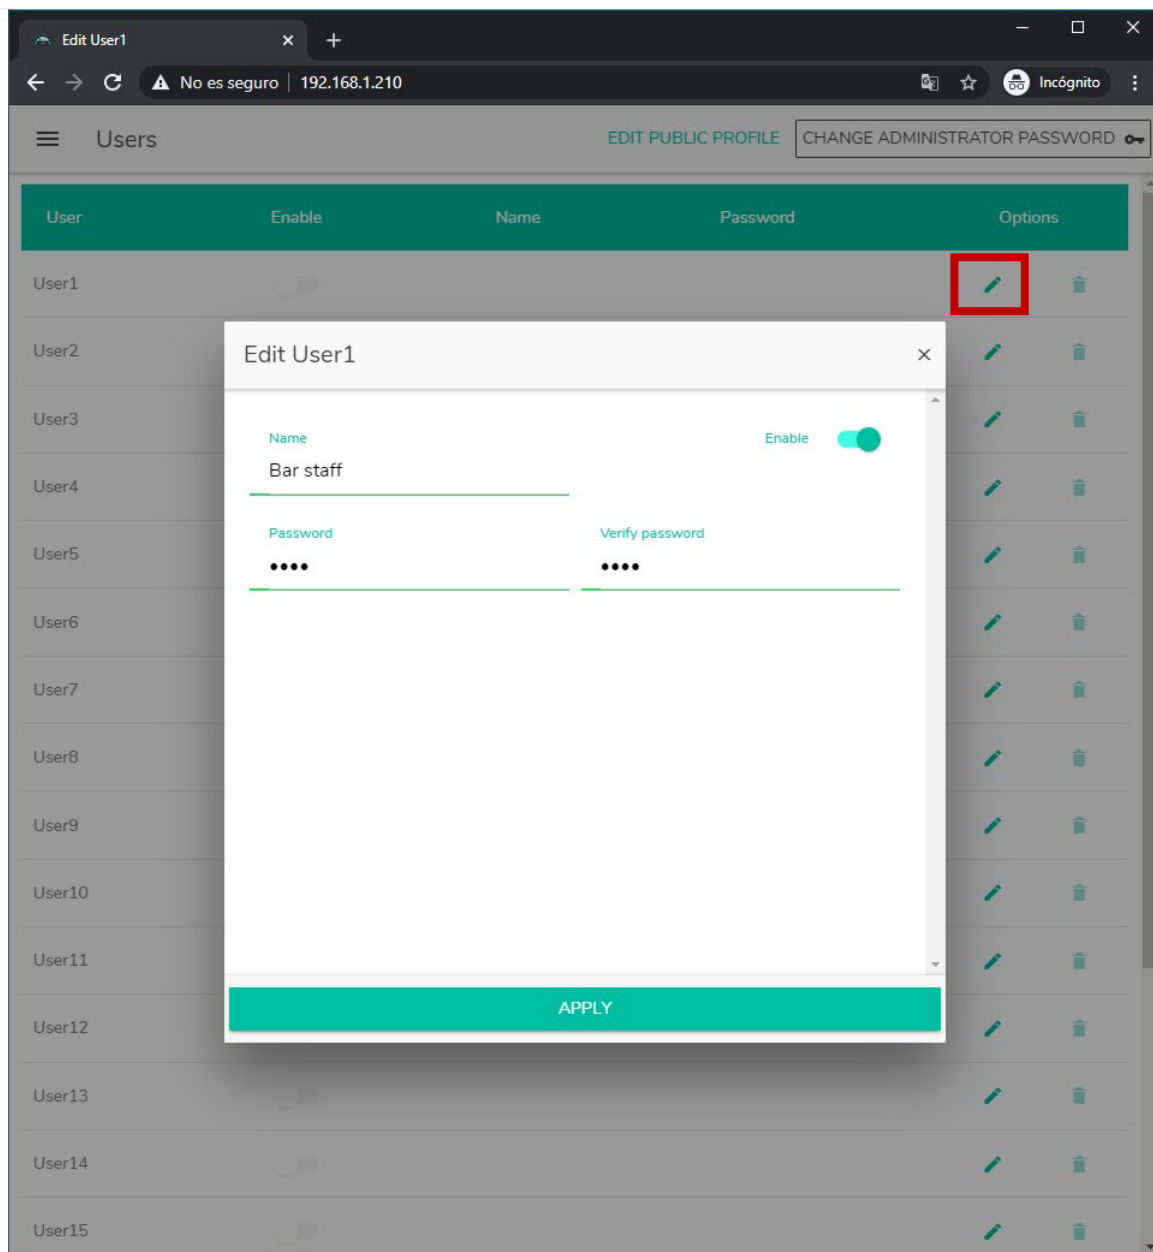 Edit User1
No es seguro | 192.168.1.210 Incógnito
Users EDIT PUBLIC PROFILE CHANGE ADMINISTRATOR PASSWORD
User Enable Name Password Options
User1
User2
Edit User1
User3
Name Enable
Bar staff
User4
Password Verify password
User5
•••• ••••
User6
User7
User8
User9
User10
User11
APPLY
User12
User13
User14
User15